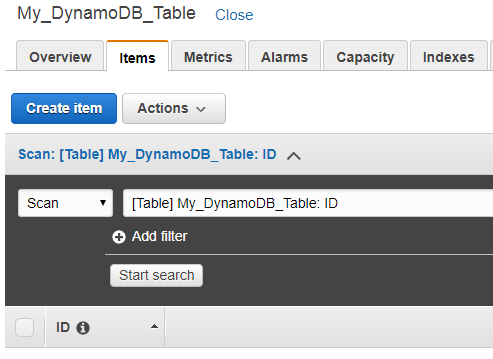 My_DynamoDB_Table Close
Overview Items Metrics Alarms Capacity Indexes
Create item Actions
Scan: [Table] My_DynamoDB_Table: ID
Scan [Table] My_DynamoDB_Table: ID
Add filter
Start search
ID